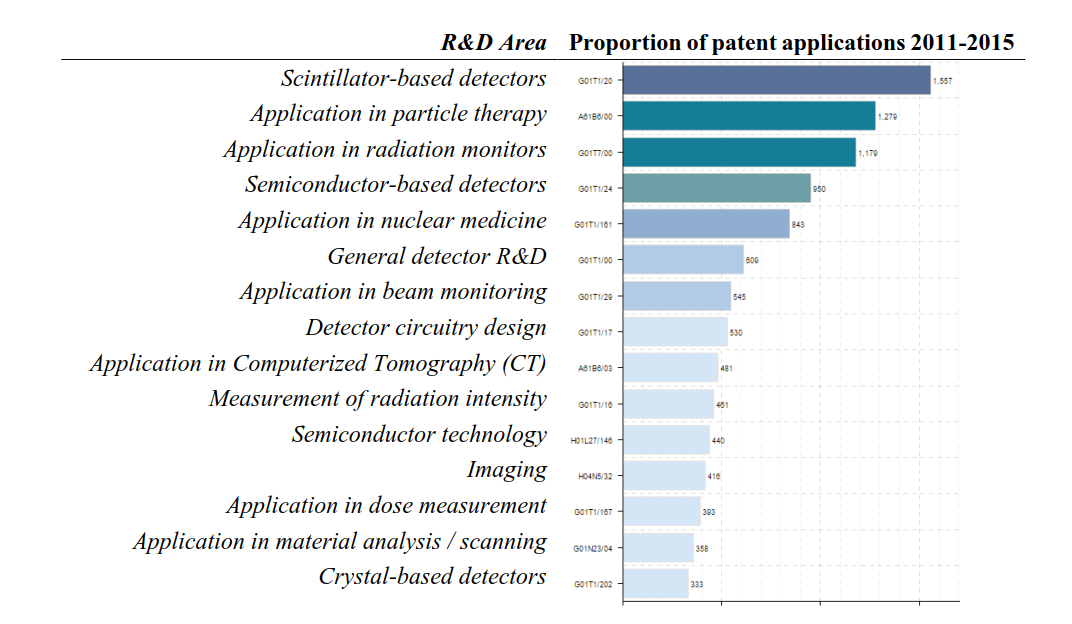 R&D Area Proportion of patent applications 2011-2015
Scintillator-based detectors G01T1/20 1,557
Application in particle therapy A61B6/00 1,279
Application in radiation monitors G01T7/00 1,179
Semiconductor-based detectors G01T1/24 950
Application in nuclear medicine G01T1/161 843
General detector R&D G01T1/00 609
Application in beam monitoring G01T1/29 545
Detector circuitry design G01T1/17 530
Application in Computerized Tomography (CT) A61B6/03 481
Measurement of radiation intensity G01T1/16 461
Semiconductor technology H01L27/146 440
Imaging H04N5/32 416
Application in dose measurement G01T1/167 393
Application in material analysis / scanning G01N23/04 358
Crystal-based detectors G01T1/202 333